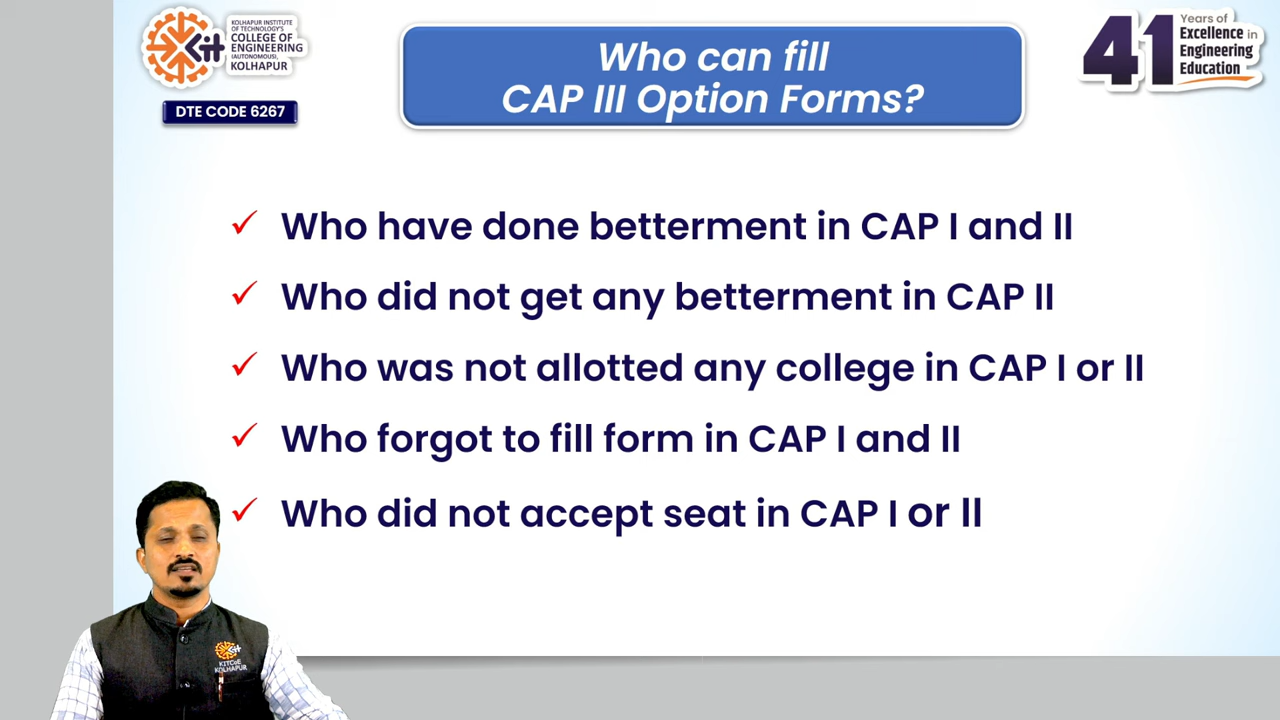 KOLHAPUR INSTITUTE
OF TECHNOLOGY'S
COLLEGE OF
ENGINEERING
(AUTONOMOUS),
KOLHAPUR
Kit
DTE CODE 6267
Who can fill
CAP III Option Forms?
41
Years of
Excellence in
Engineering
Education
✓ Who have done betterment in CAP I and II
✓ Who did not get any betterment in CAP II
✓ Who was not allotted any college in CAP I or II
✓ Who forgot to fill form in CAP I and II
✓ Who did not accept seat in CAP I or II
Kit
KITCoE
KOLHAPUR